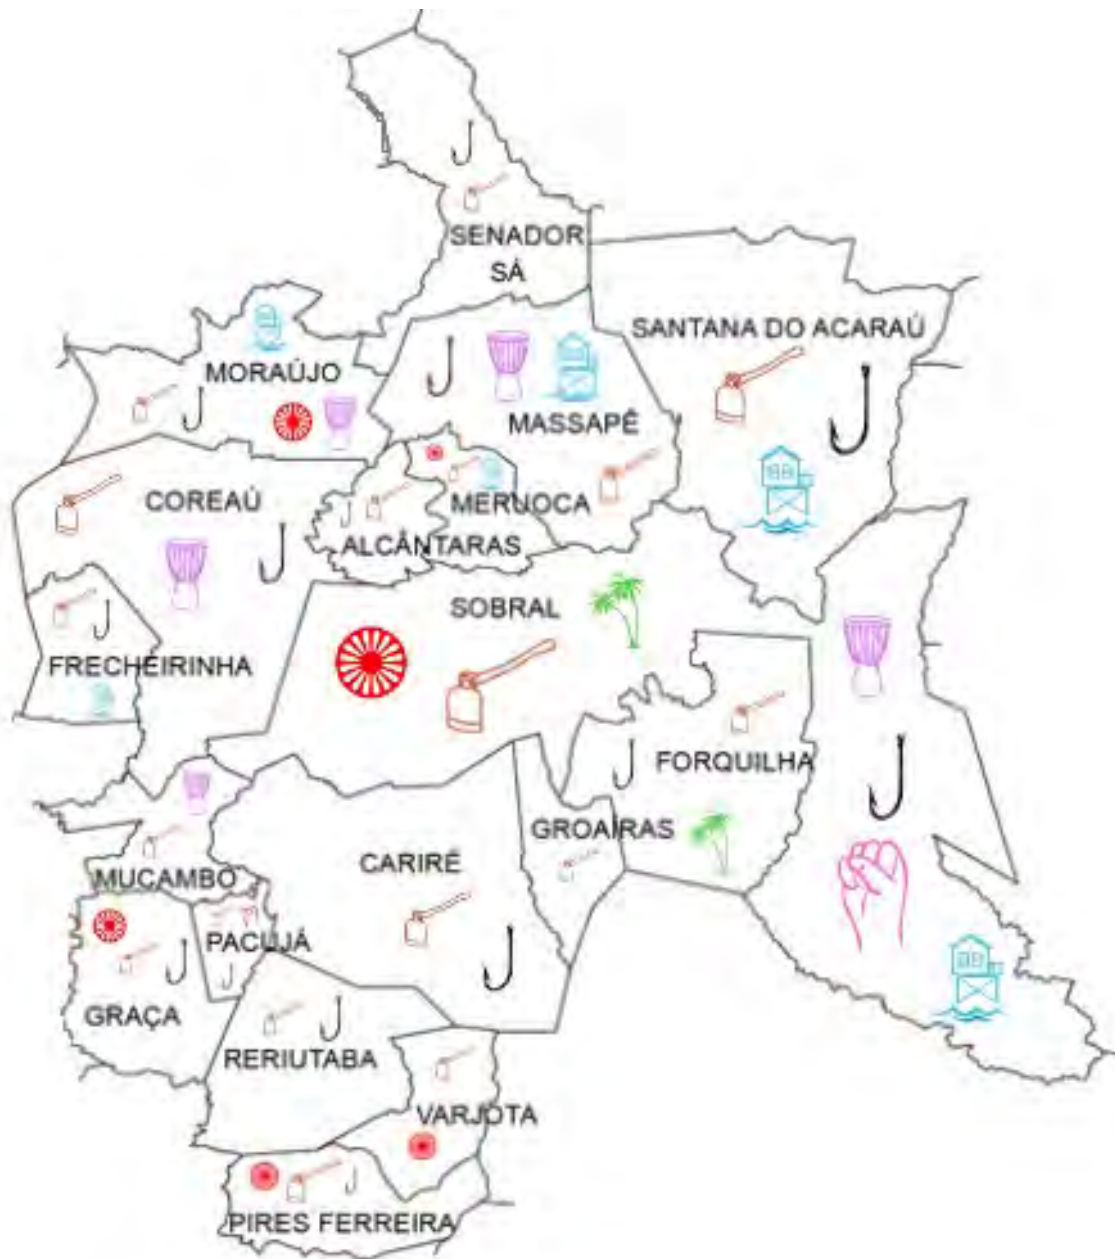 SENADOR
SÁ
SANTANA DO ACARAÚ
MORAÚJO
MASSAPÊ
COREAÚ
MERUOCA
ALCÂNTARAS
SOBRAL
FRECHEIRINHA
FORQUILHA
GROAÍRAS
CARIRÉ
MUCAMBO
PACUJÁ
GRAÇA
RERIUTABA
VARJOTA
PIRES FERREIRA